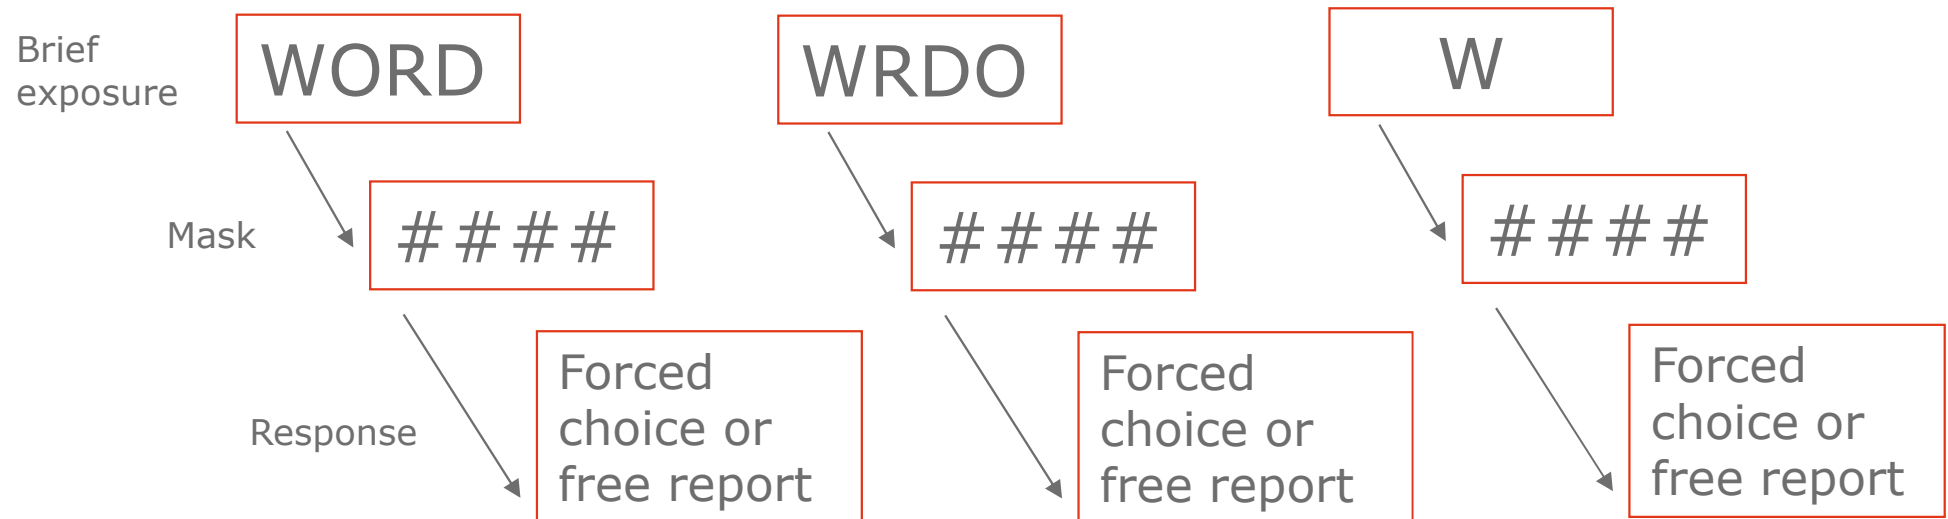 Brief
exposure
WORD
WRDO
W
Mask
####
####
####
Response
Forced
choice or
free report
Forced
choice or
free report
Forced
choice or
free report